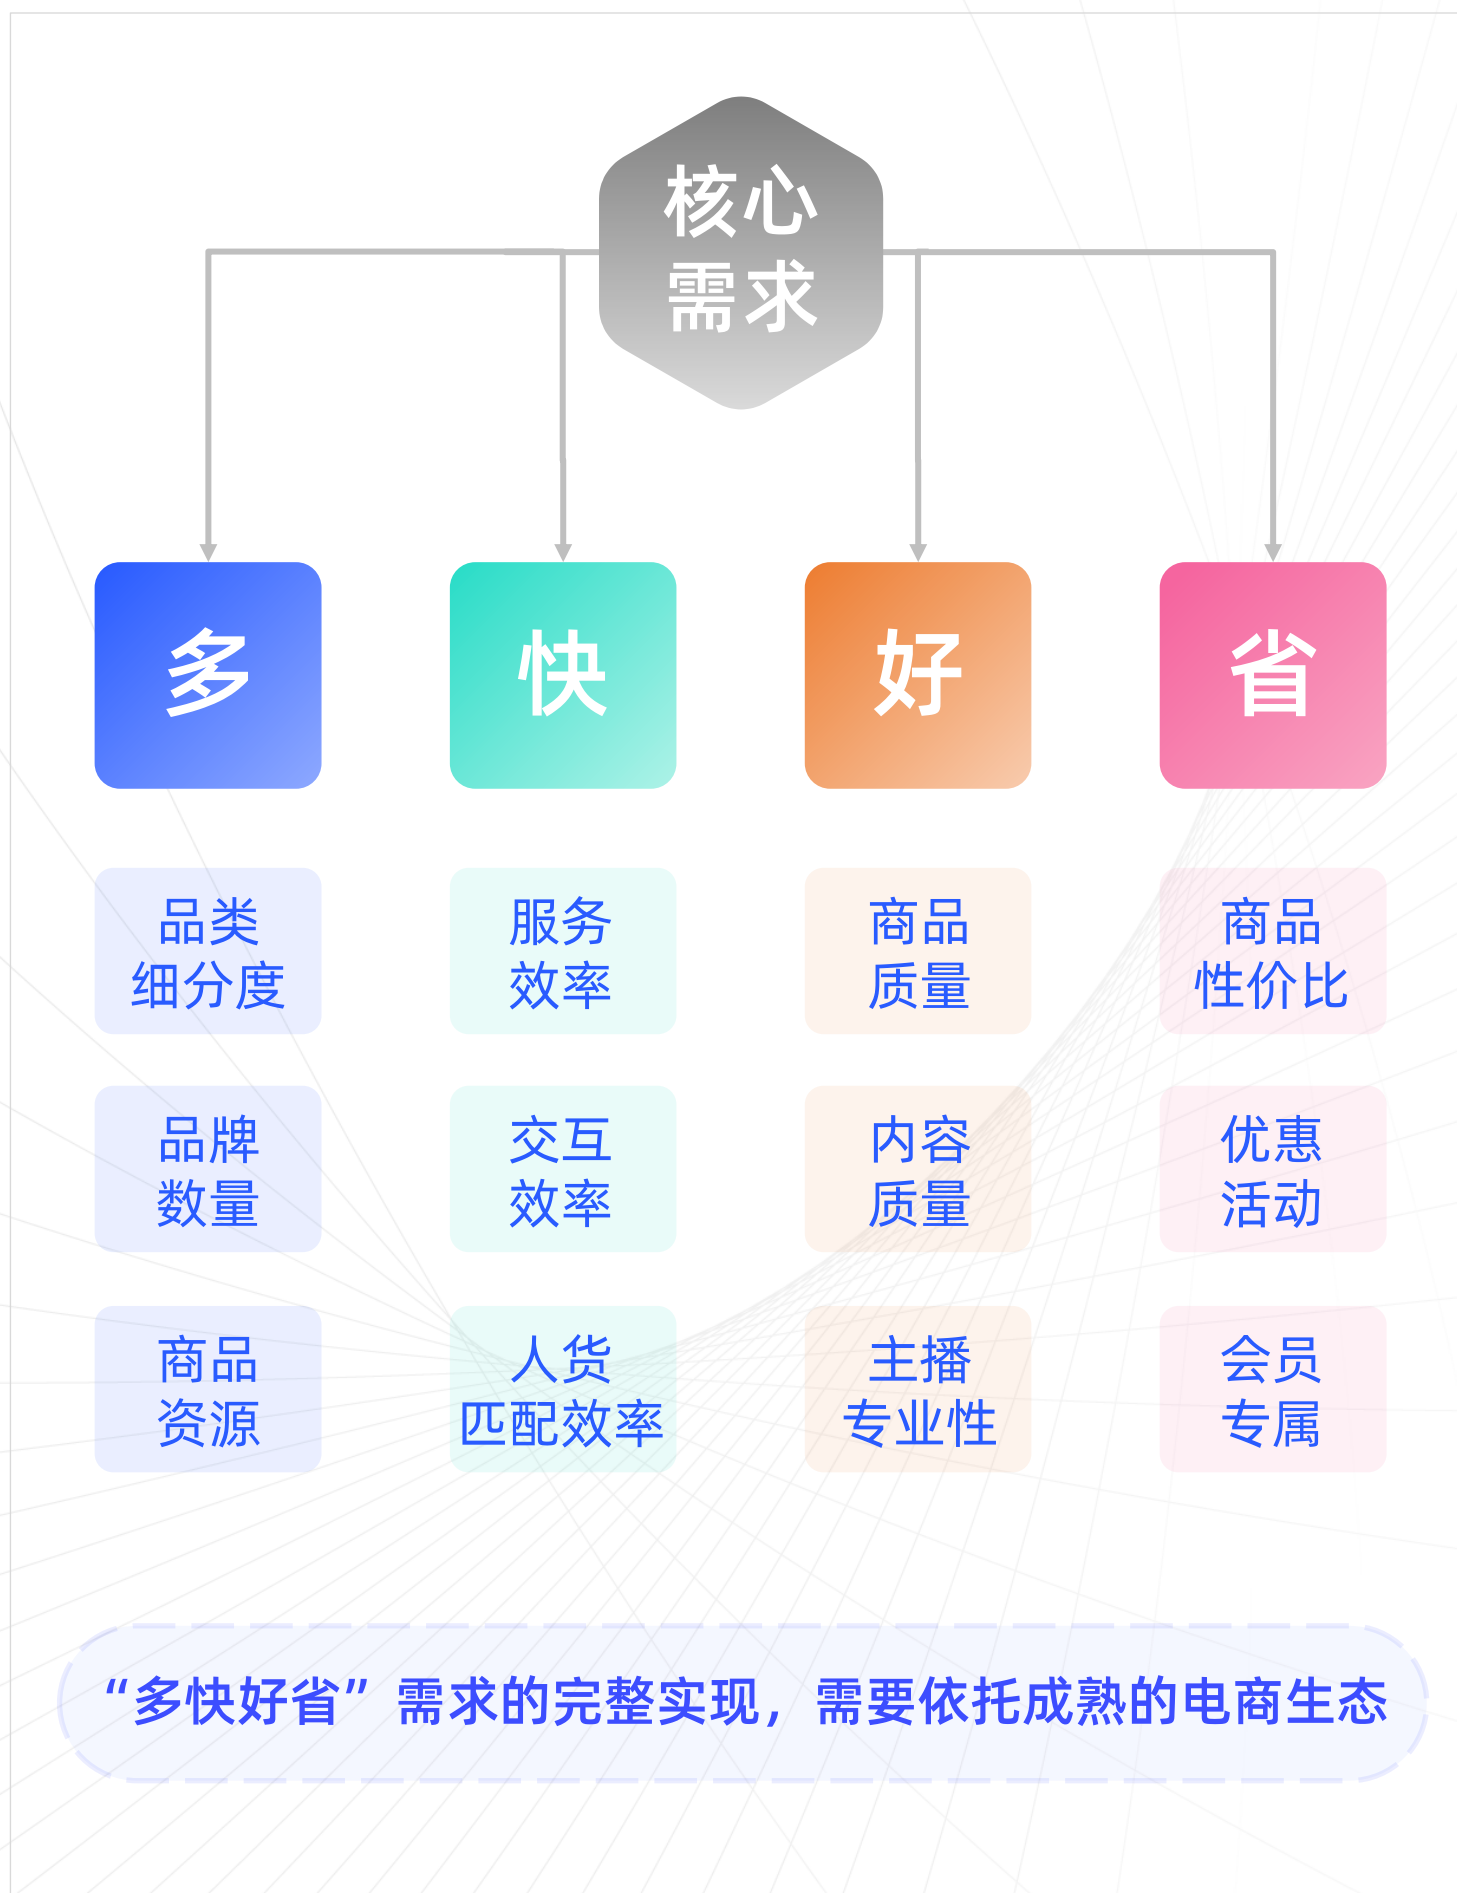 核心
需求
多
快
好
省
品类
细分度
服务
效率
商品
质量
商品
性价比
品牌
数量
交互
效率
内容
质量
优惠
活动
商品
资源
人货
匹配效率
主播
专业性
会员
专属
“多快好省”需求的完整实现，需要依托成熟的电商生态